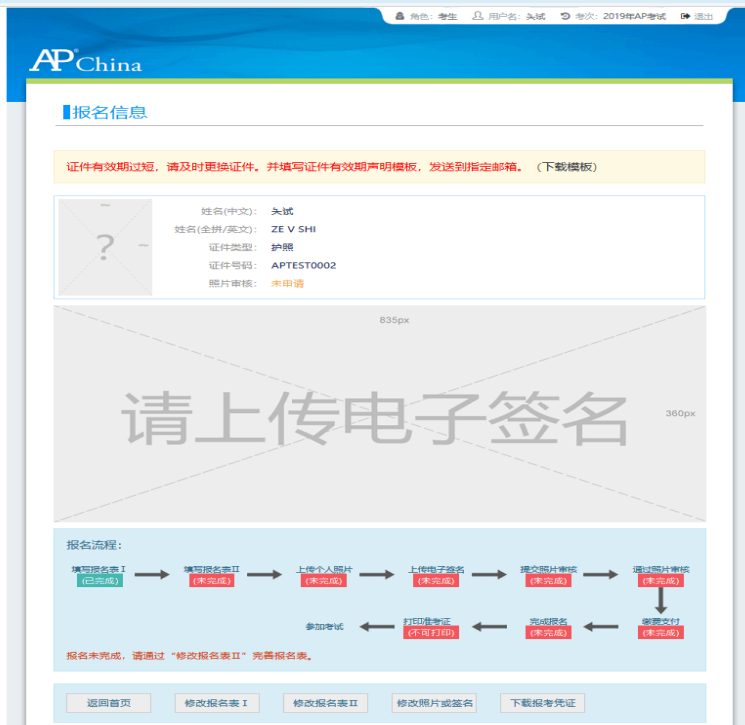 角色：考生 用户名：头试 考次：2019年AP考试 退出
AP China
报名信息
证件有效期过短，请及时更换证件。并填写证件有效期声明模板，发送到指定邮箱。（下载模板）
?
姓名(中文)： 头试
姓名(全拼/英文)： ZE V SHI
证件类型： 护照
证件号码： APTEST0002
照片审核： 未申请
835px
请上传电子签名
360px
报名流程：
填写报名表Ⅰ 填写报名表Ⅱ 上传个人照片 上传电子签名 提交照片审核 通过照片审核
(已完成) (未完成) (未完成) (未完成) (未完成) (未完成)
参加考试 打印准考证 完成报名 缴费支付
(不可打印) (未完成) (未完成)
报名未完成，请通过“修改报名表Ⅱ”完善报名表。
返回首页 修改报名表Ⅰ 修改报名表Ⅱ 修改照片或签名 下载报考凭证